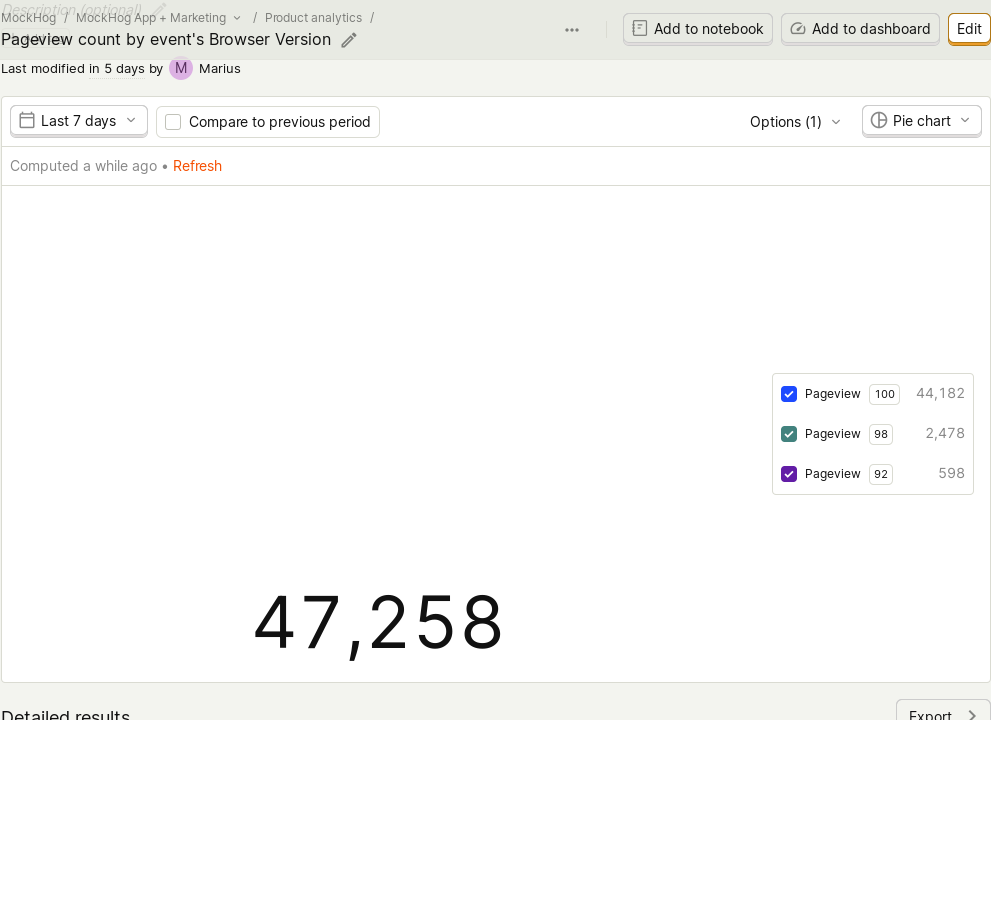 Description (optional)
MockHog / MockHog App + Marketing / Product analytics /
Pageview count by event's Browser Version
Add to notebook
Add to dashboard
Edit
Last modified in 5 days by M Marius
Last 7 days
Compare to previous period
Options (1)
Pie chart
Computed a while ago • Refresh
Pageview 100 44,182
Pageview 98 2,478
Pageview 92 598
47,258
Detailed results
Export